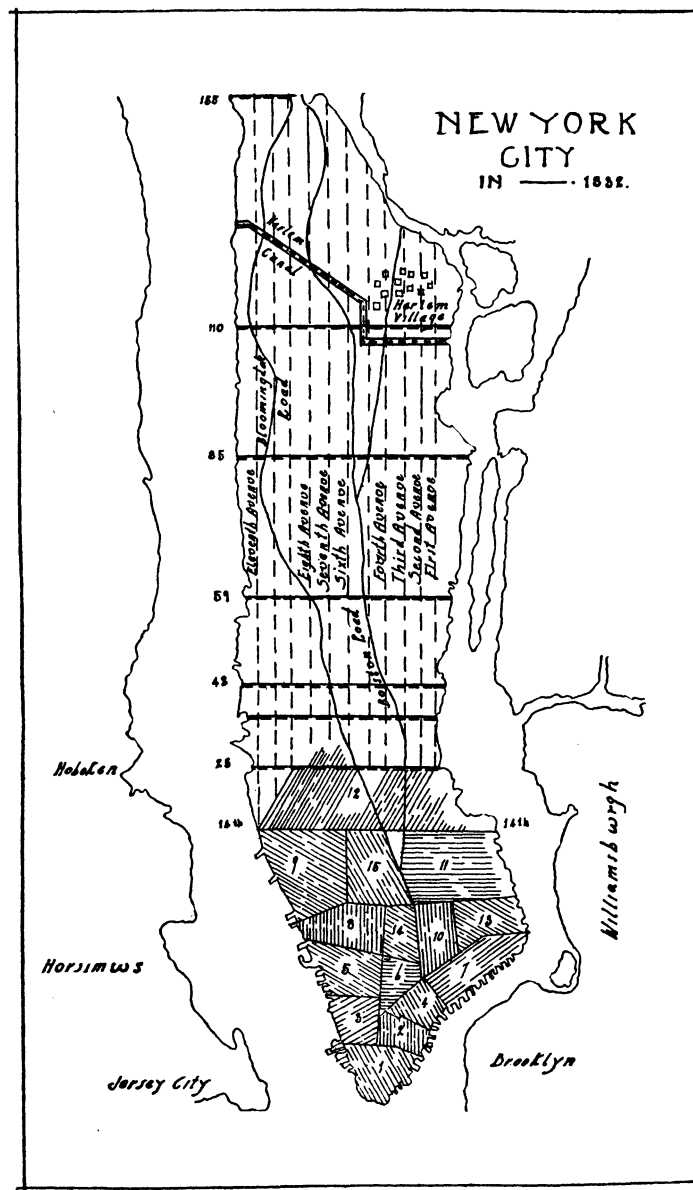 NEW YORK
CITY
IN — · 1832.
155
Harlem
Canal
Harlem
Village
110
Bloomingdale
Road
85
Eleventh Avenue
Eighth Avenue
Seventh Avenue
Sixth Avenue
Fourth Avenue
Third Avenue
Second Avenue
First Avenue
59
Boston Road
42
Hoboken
25
12
14th
14th
Williamsburgh
9
15
11
8
14
10
13
Horsimus
5
6
7
3
4
2
1
Brooklyn
Jersey City